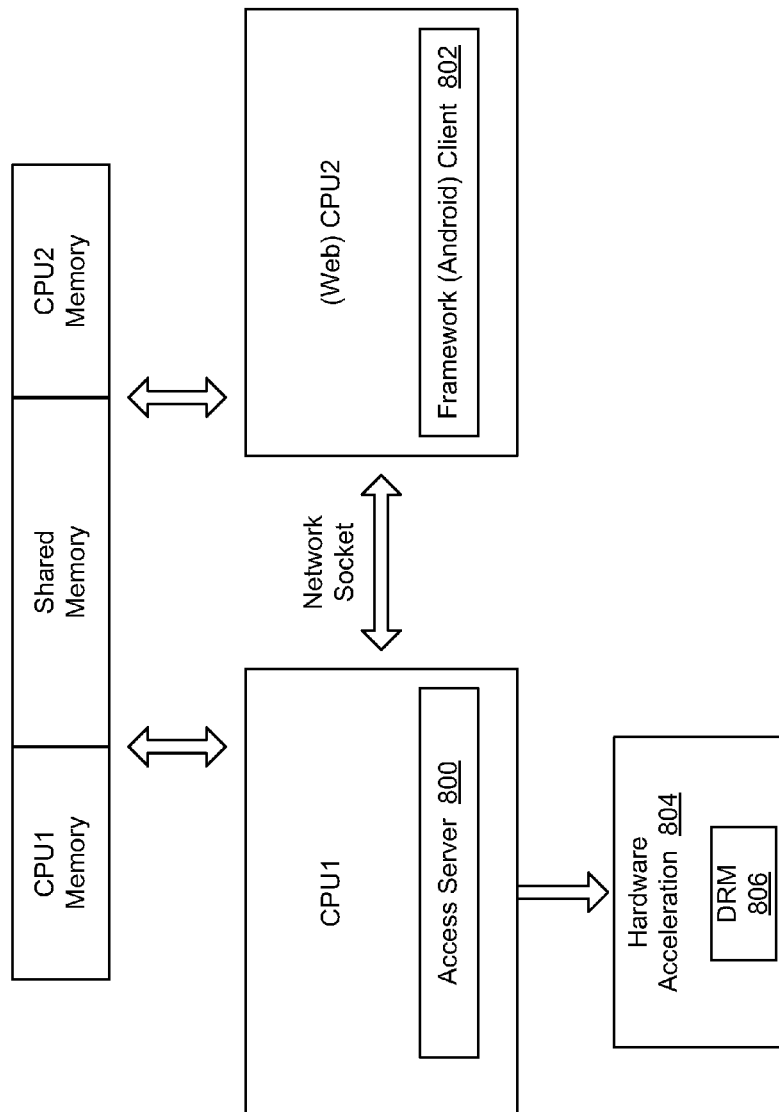 CPU1
Memory
Shared
Memory
CPU2
Memory
CPU1
Access Server 800
Network
Socket
(Web) CPU2
Framework (Android) Client 802
Hardware
Acceleration 804
DRM
806